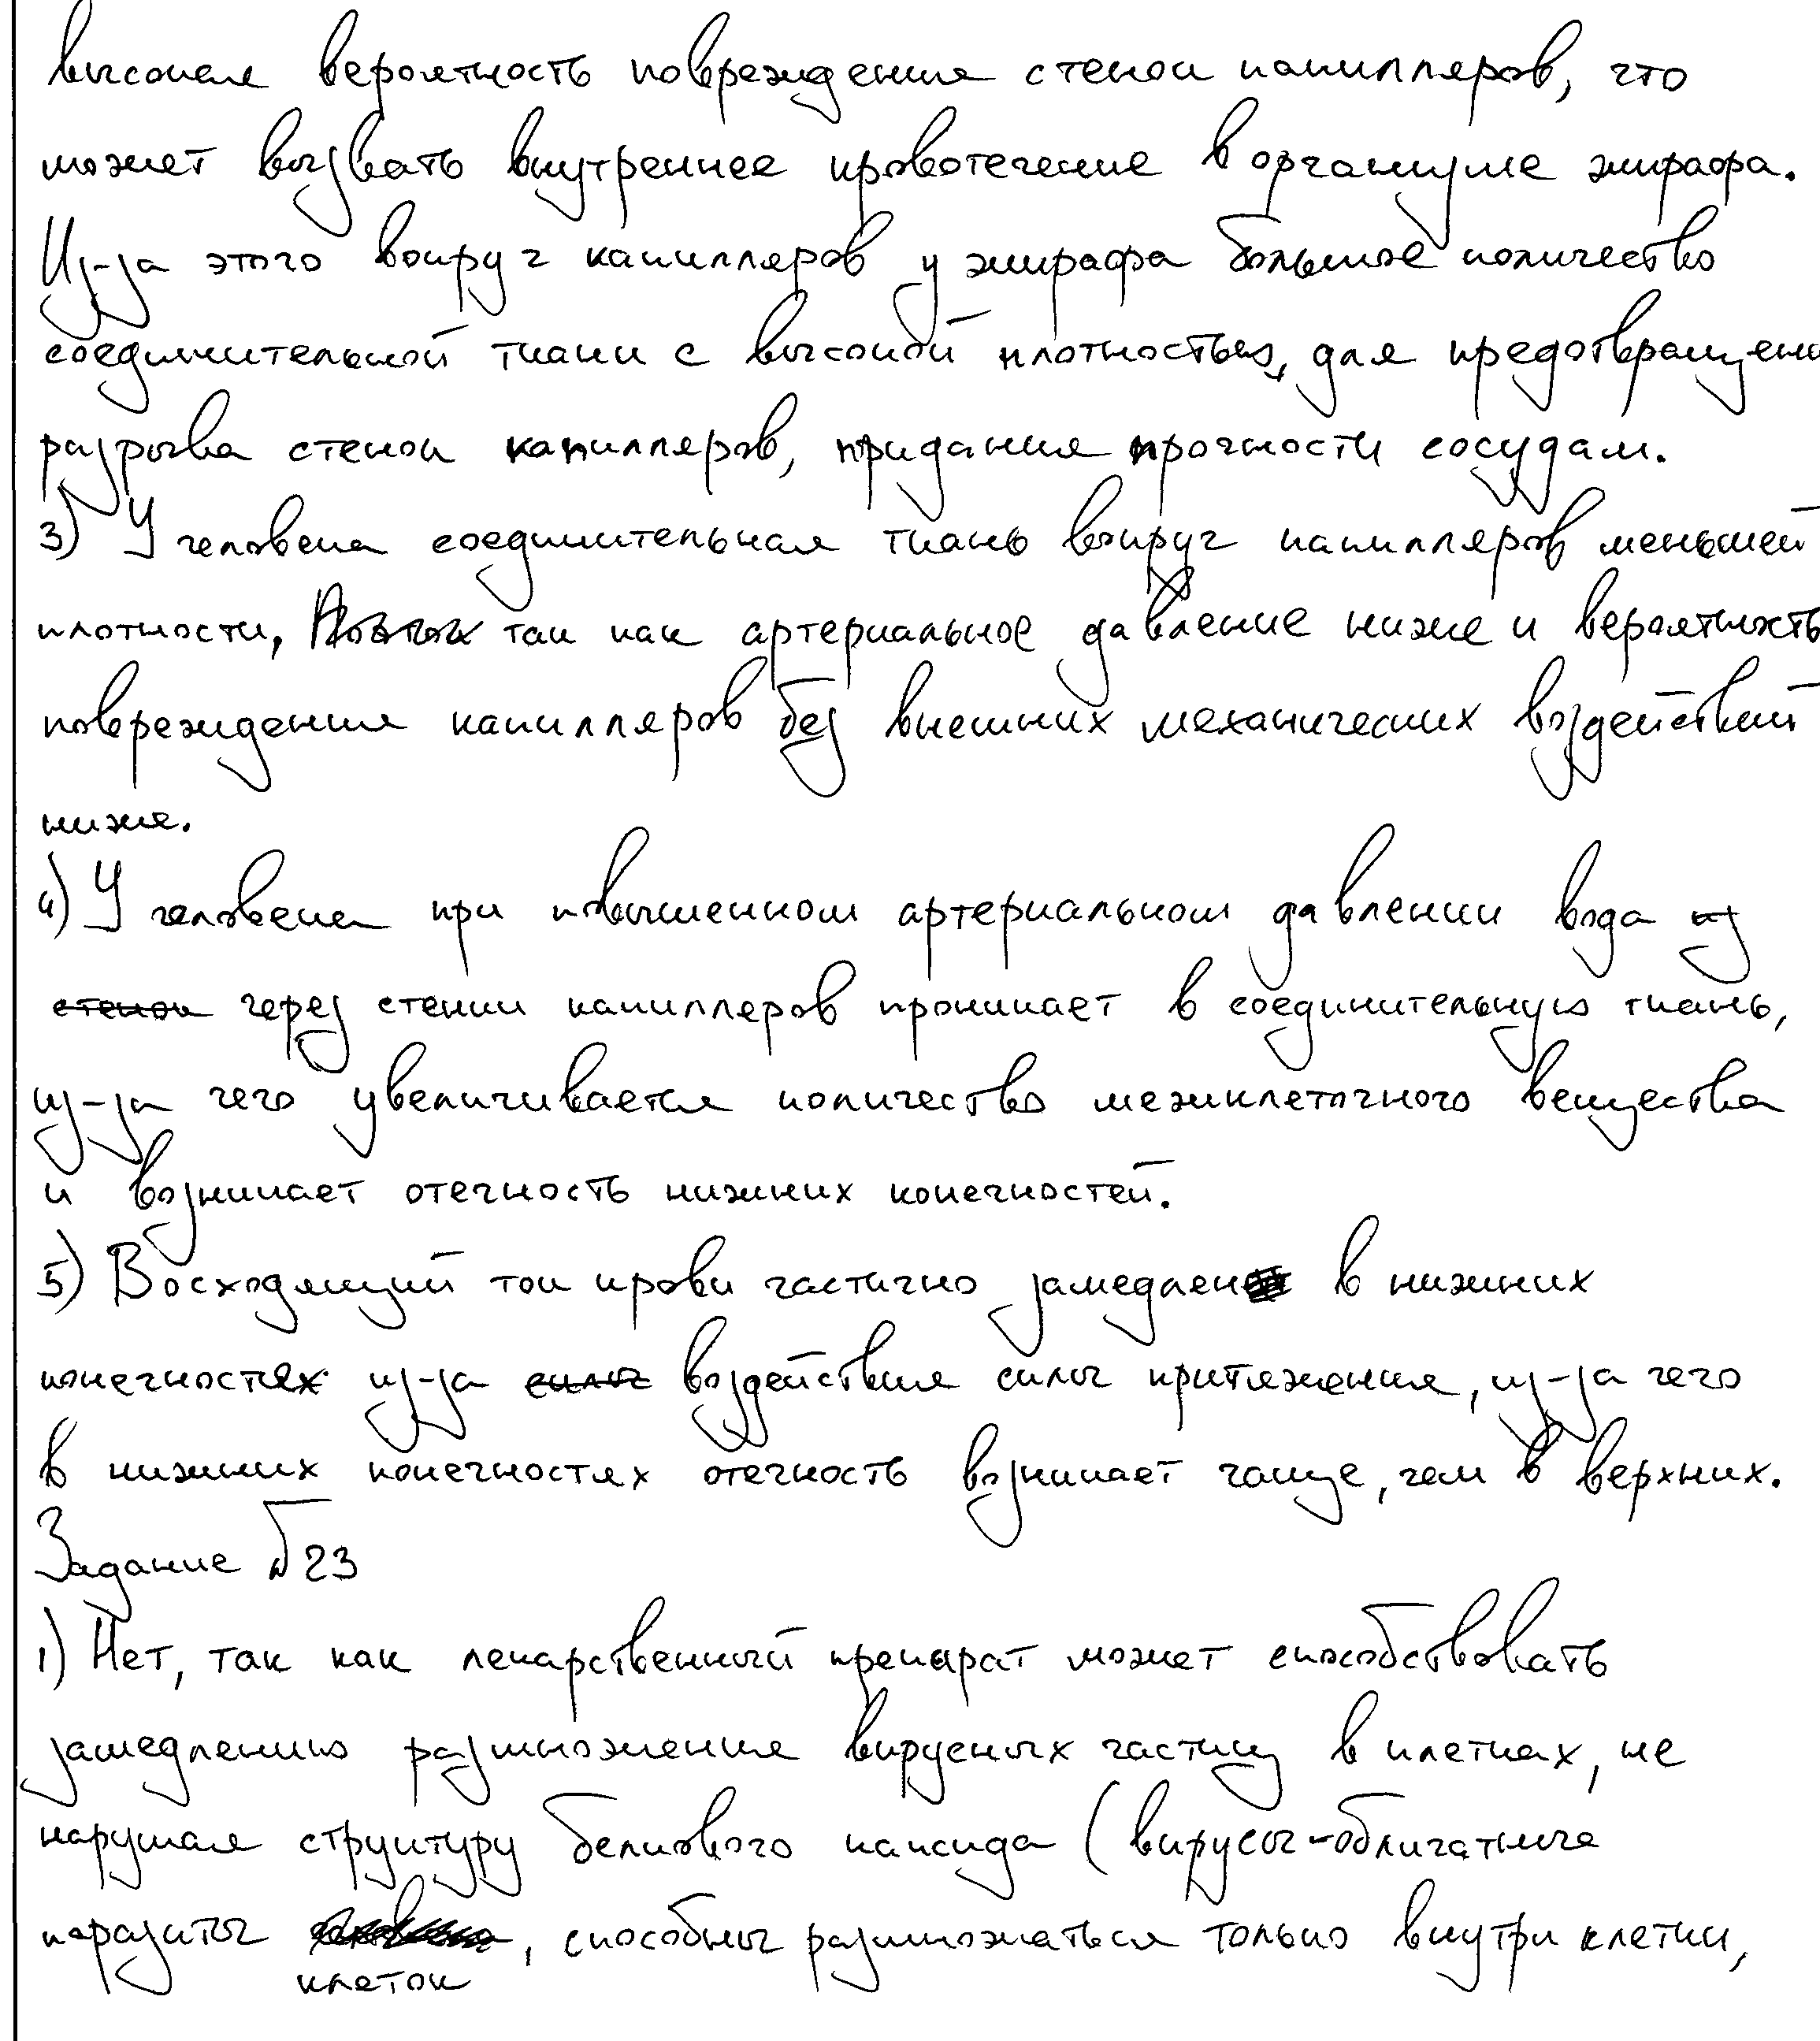 высокая вероятность повреждения стенок капилляров, что
может вызвать внутреннее кровотечение в организме жирафа.
Из-за этого вокруг капилляров у жирафа большое количество
соединительной ткани с высокой плотностью, для предотвращени
разрыва стенок капилляров, придания прочности сосудам.
3) У человека соединительная ткань вокруг капилляров меньшей
плотности, так как артериальное давление ниже и вероятность
повреждения капилляров без внешних механических воздействий
ниже.
4) У человека при повышенном артериальном давлении вода из
стенок через стенки капилляров проникает в соединительную ткань,
из-за чего увеличивается количество межклеточного вещества
и возникает отечность нижних конечностей.
5) Восходящий ток крови частично замедлен в нижних
конечностях из-за силы воздействия силы притяжения, из-за чего
в нижних конечностях отечность возникает чаще, чем в верхних.
Задание №23
1) Нет, так как лекарственный препарат может способствовать
замедлению размножения вирусных частиц в клетках, не
нарушая структуру белкового капсида (вирусы-облигатные
паразиты , способны размножаться только внутри клетки,
клеток